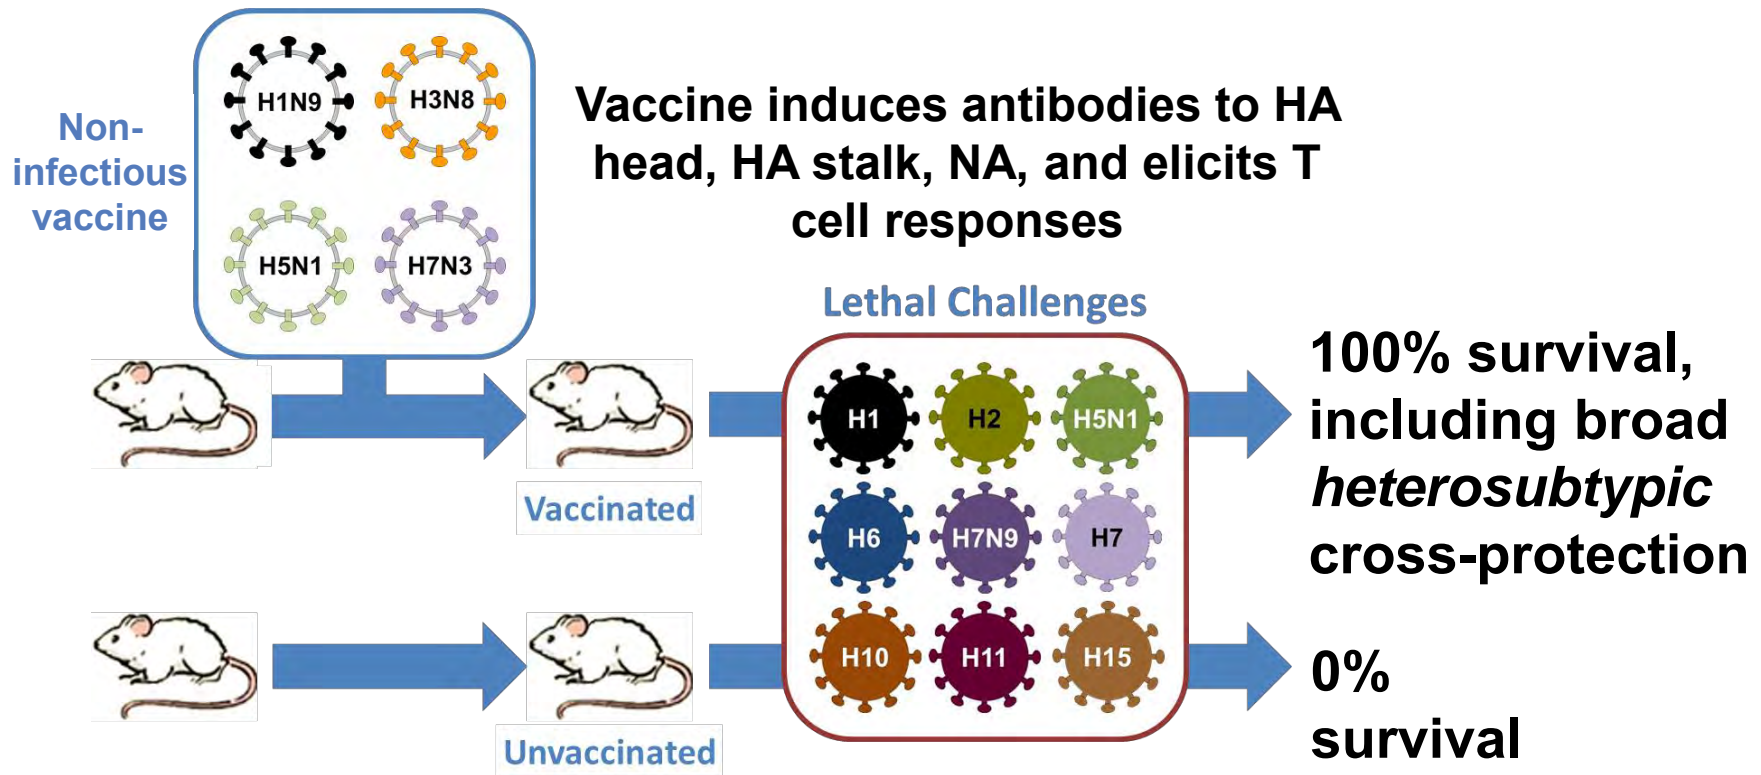 Non-
infectious
vaccine
H1N9
H3N8
H5N1
H7N3
Vaccine induces antibodies to HA
head, HA stalk, NA, and elicits T
cell responses
Lethal Challenges
Vaccinated
H1
H2
H5N1
H6
H7N9
H7
H10
H11
H15
100% survival,
including broad
heterosubtypic
cross-protection
Unvaccinated
0%
survival